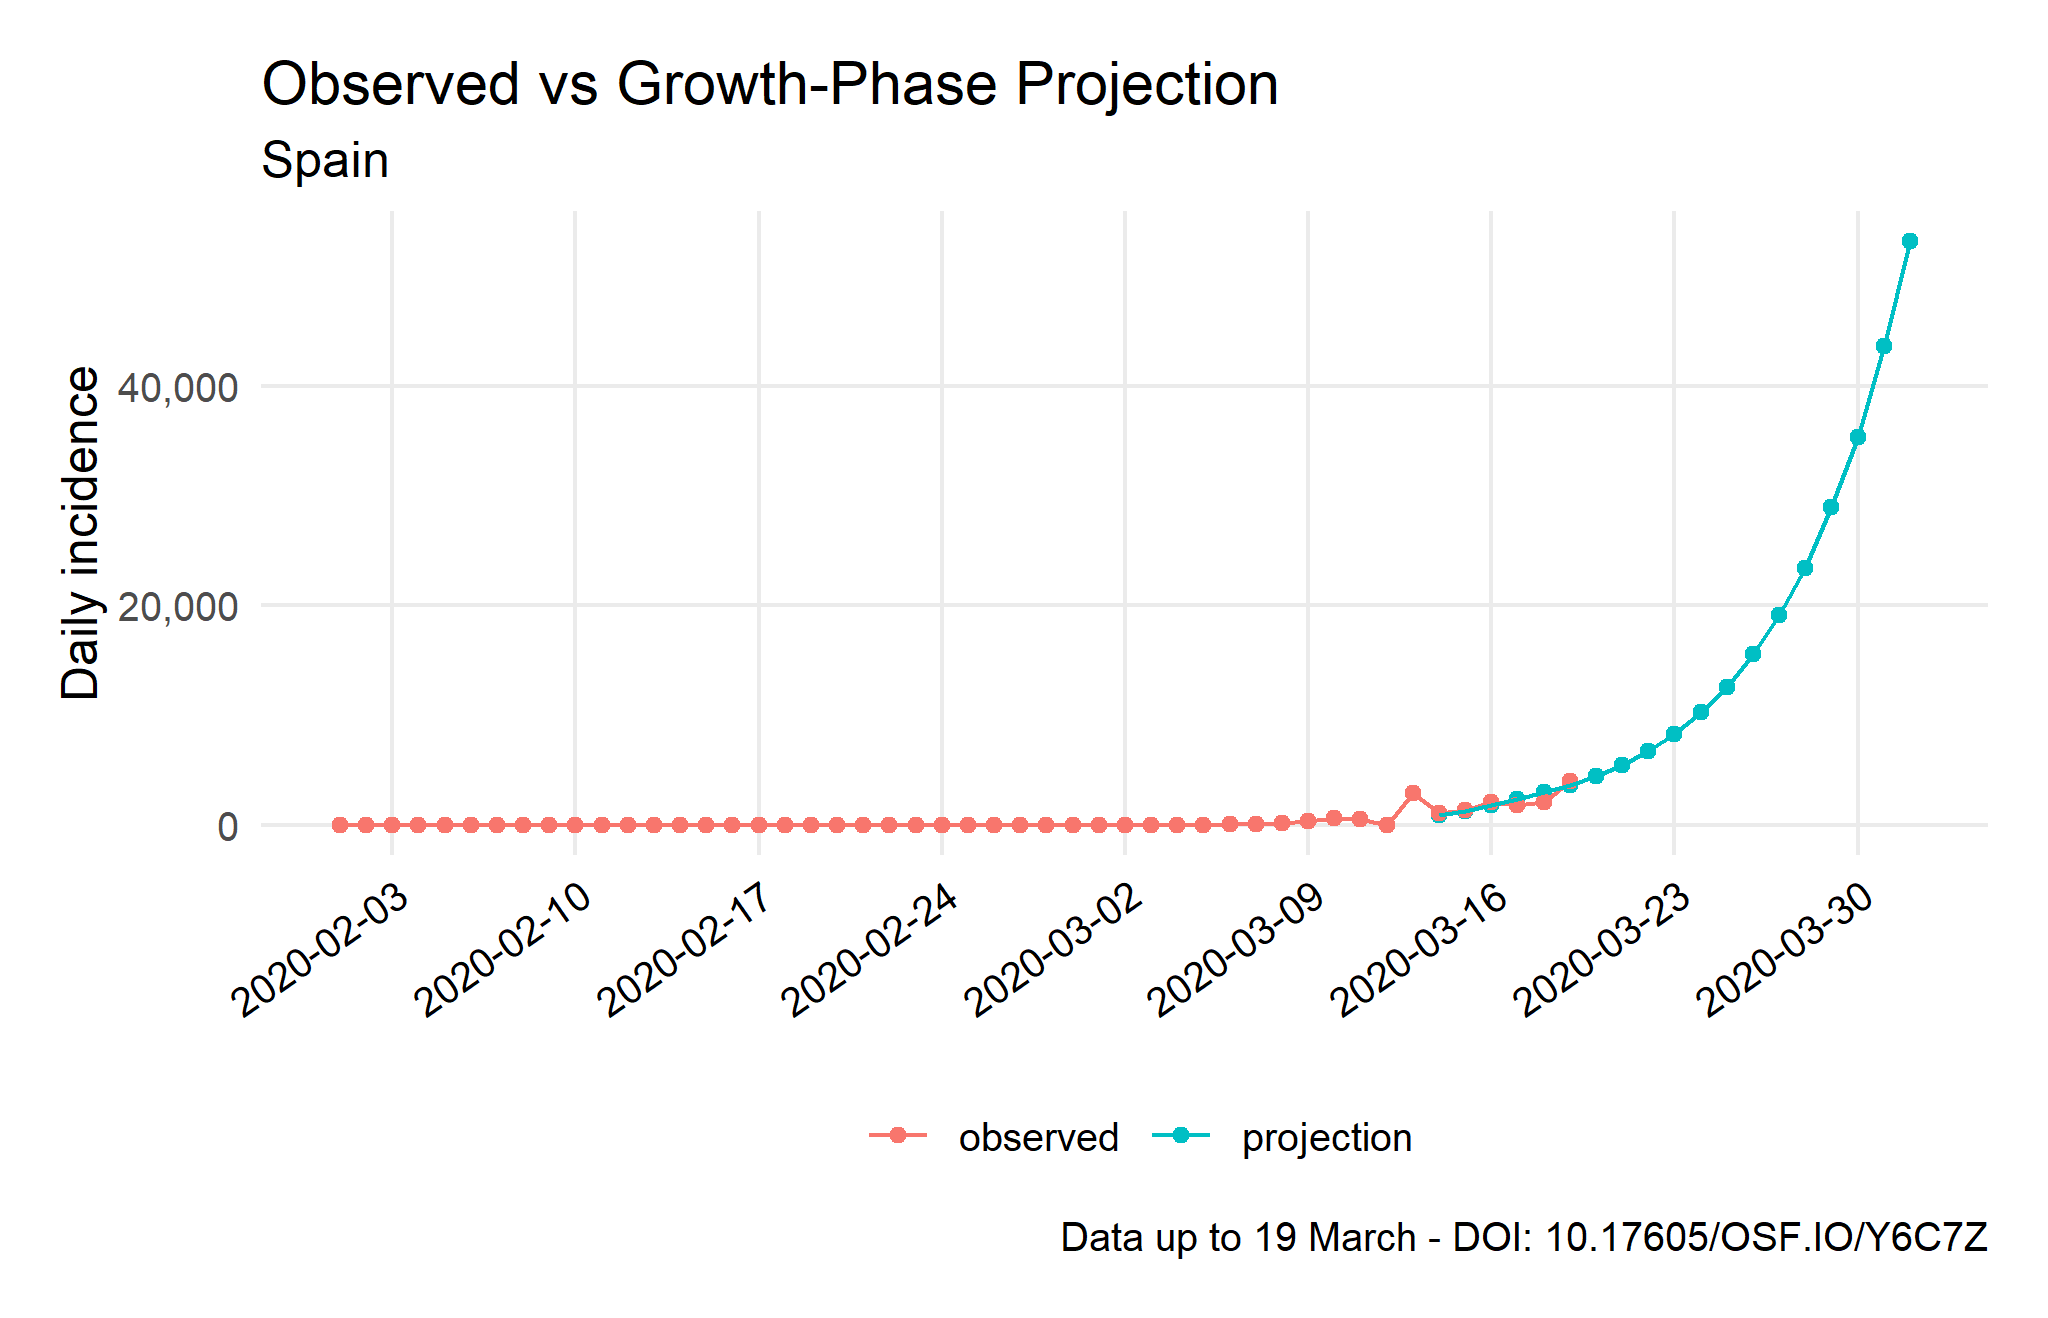 Observed vs Growth-Phase Projection
Spain
Daily incidence
40,000
20,000
0
2020-02-03
2020-02-10
2020-02-17
2020-02-24
2020-03-02
2020-03-09
2020-03-16
2020-03-23
2020-03-30
observed
projection
Data up to 19 March - DOI: 10.17605/OSF.IO/Y6C7Z